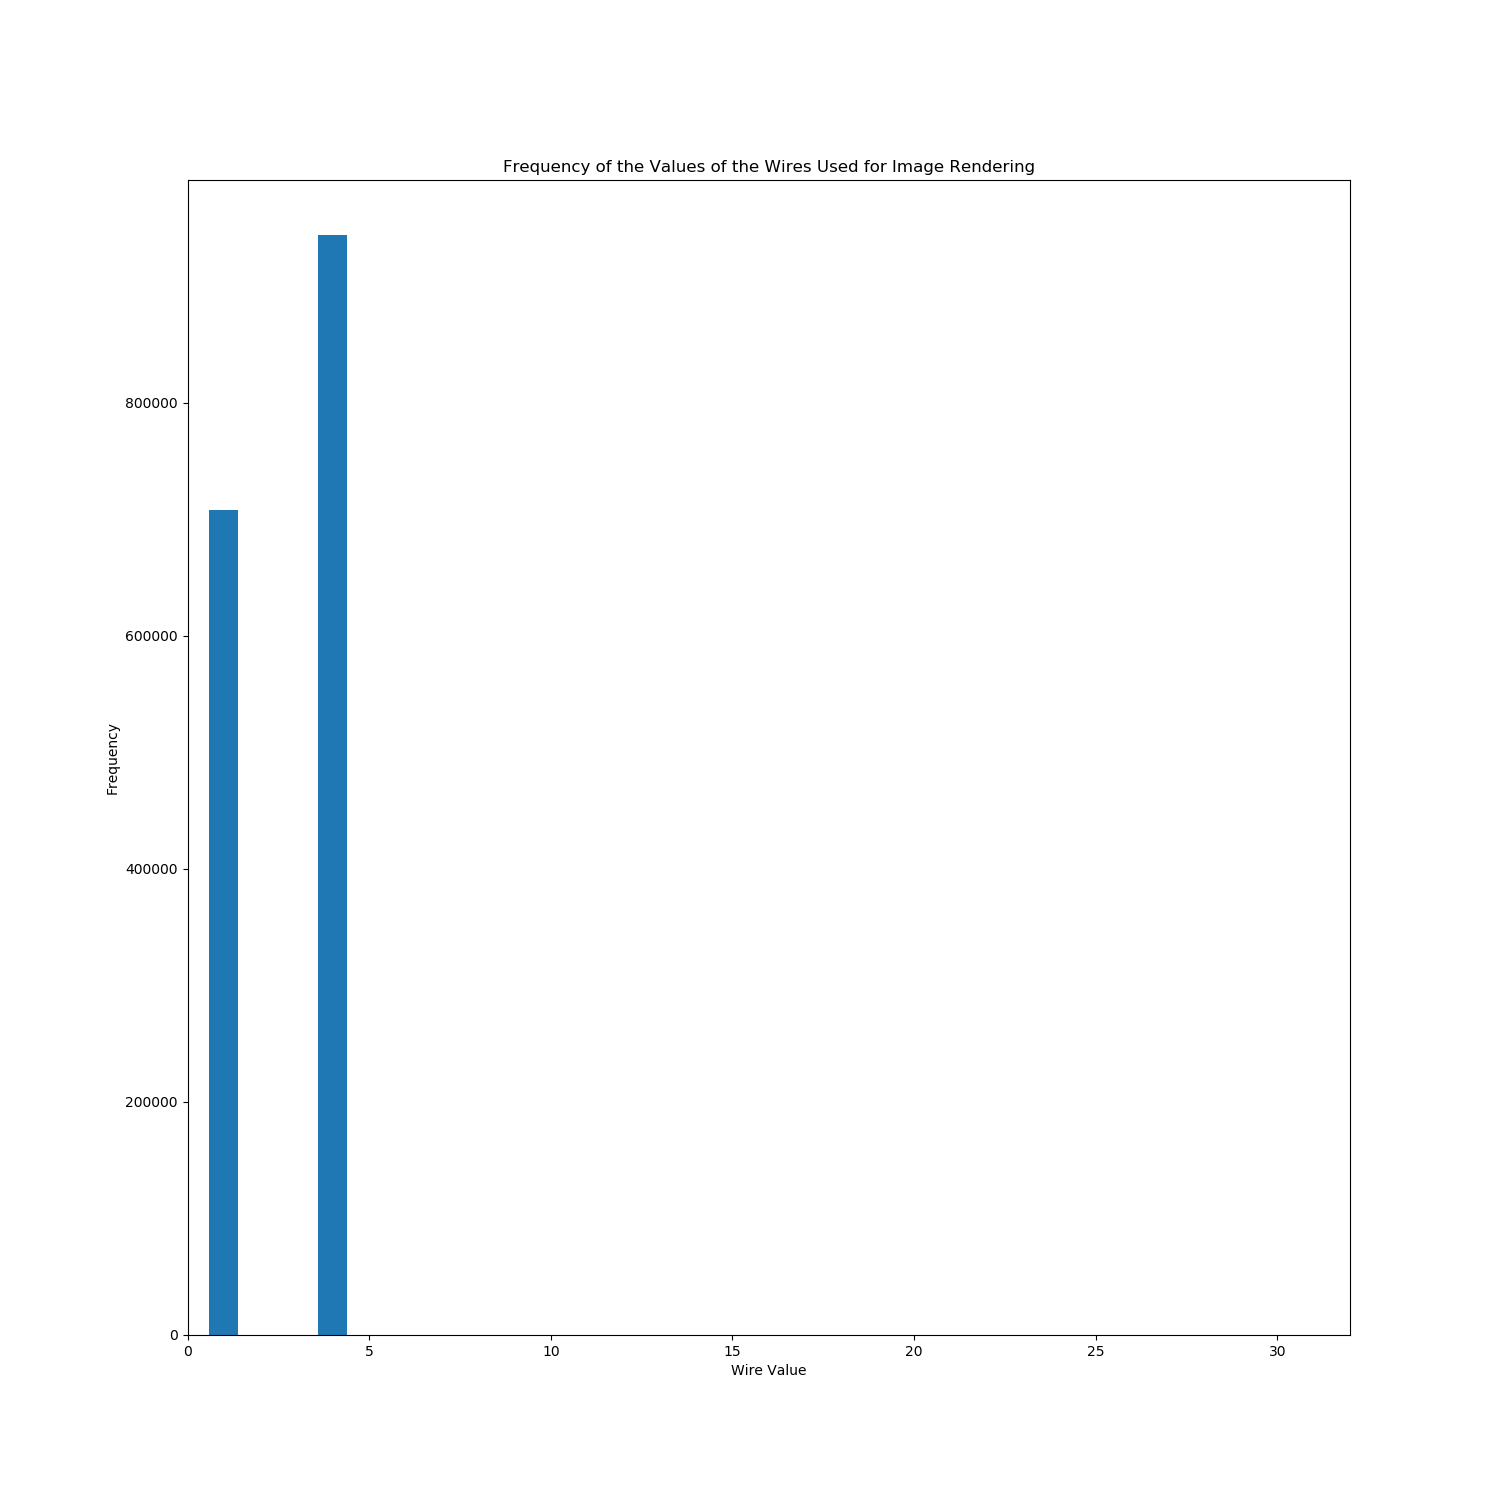 Frequency of the Values of the Wires Used for Image Rendering
800000
600000
Frequency
400000
200000
0
0 5 10 15 20 25 30
Wire Value